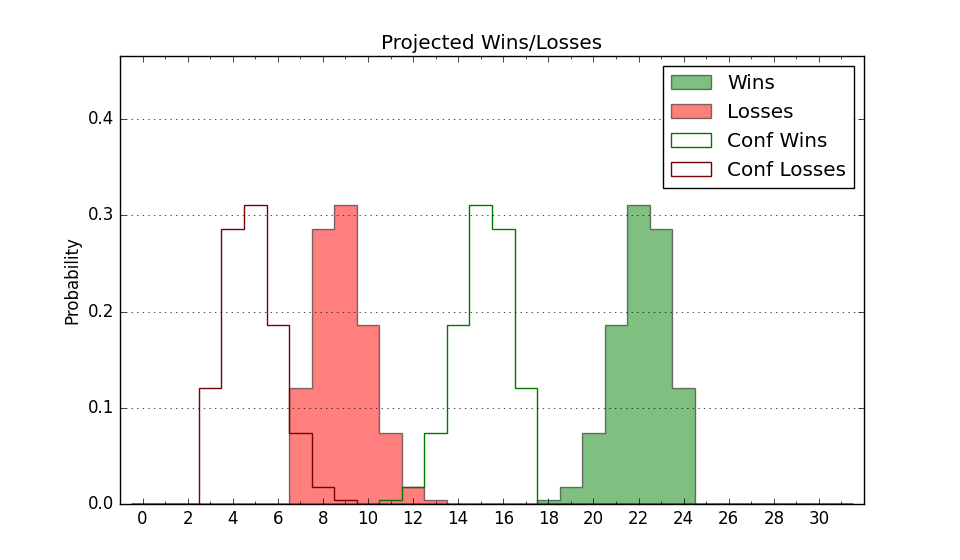 Projected Wins/Losses
Wins
Losses
Conf Wins
Conf Losses
Probability
0.4
0.3
0.2
0.1
0.0
0 2 4 6 8 10 12 14 16 18 20 22 24 26 28 30